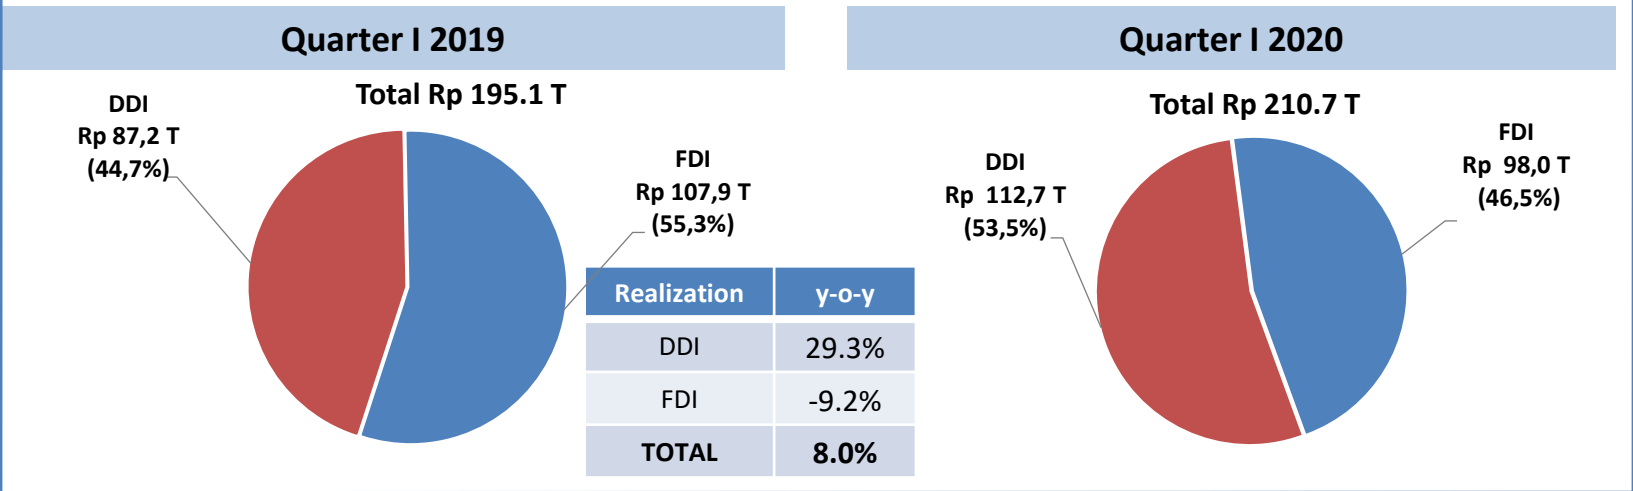 Quarter I 2019
Total Rp 195.1 T
DDI
Rp 87,2 T
(44,7%)
FDI
Rp 107,9 T
(55,3%)
Realization y-o-y
DDI 29.3%
FDI -9.2%
TOTAL 8.0%
Quarter I 2020
Total Rp 210.7 T
DDI
Rp 112,7 T
(53,5%)
FDI
Rp 98,0 T
(46,5%)